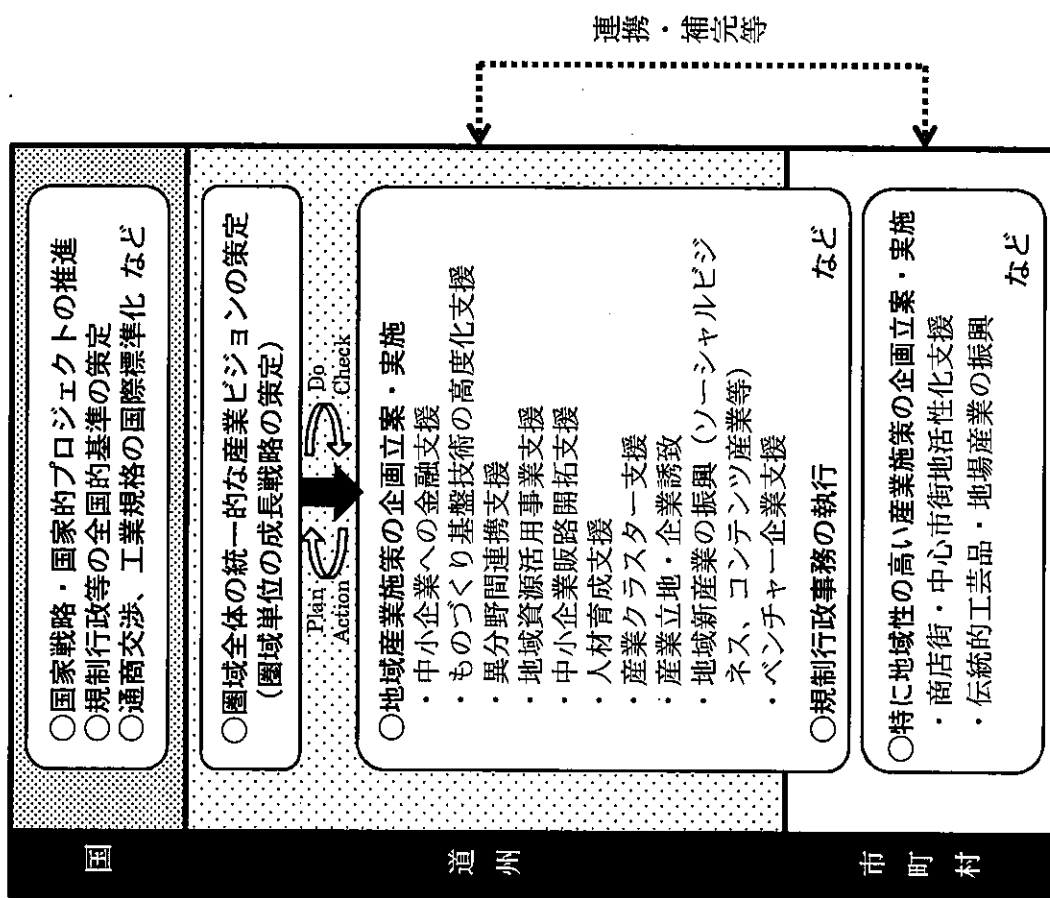 国
○国家戦略・国家的プロジェクトの推進
○規制行政等の全国的基準の策定
○通商交渉、工業規格の国際標準化 など
道州
○圏域全体の統一的な産業ビジョンの策定
(圏域単位の成長戦略の策定)
Plan
Do
Action
Check
○地域産業施策の企画立案・実施
・中小企業への金融支援
・ものづくり基盤技術の高度化支援
・異分野間連携支援
・地域資源活用事業支援
・中小企業販路開拓支援
・人材育成支援
・産業クラスター支援
・産業立地・企業誘致
・地域新産業の振興(ソーシャルビジ
ネス、コンテンツ産業等)
・ベンチャー企業支援
○規制行政事務の執行 など
市町村
○特に地域性の高い産業施策の企画立案・実施
・商店街・中心市街地活性化支援
・伝統的工芸品・地場産業の振興
など
連携・補完等